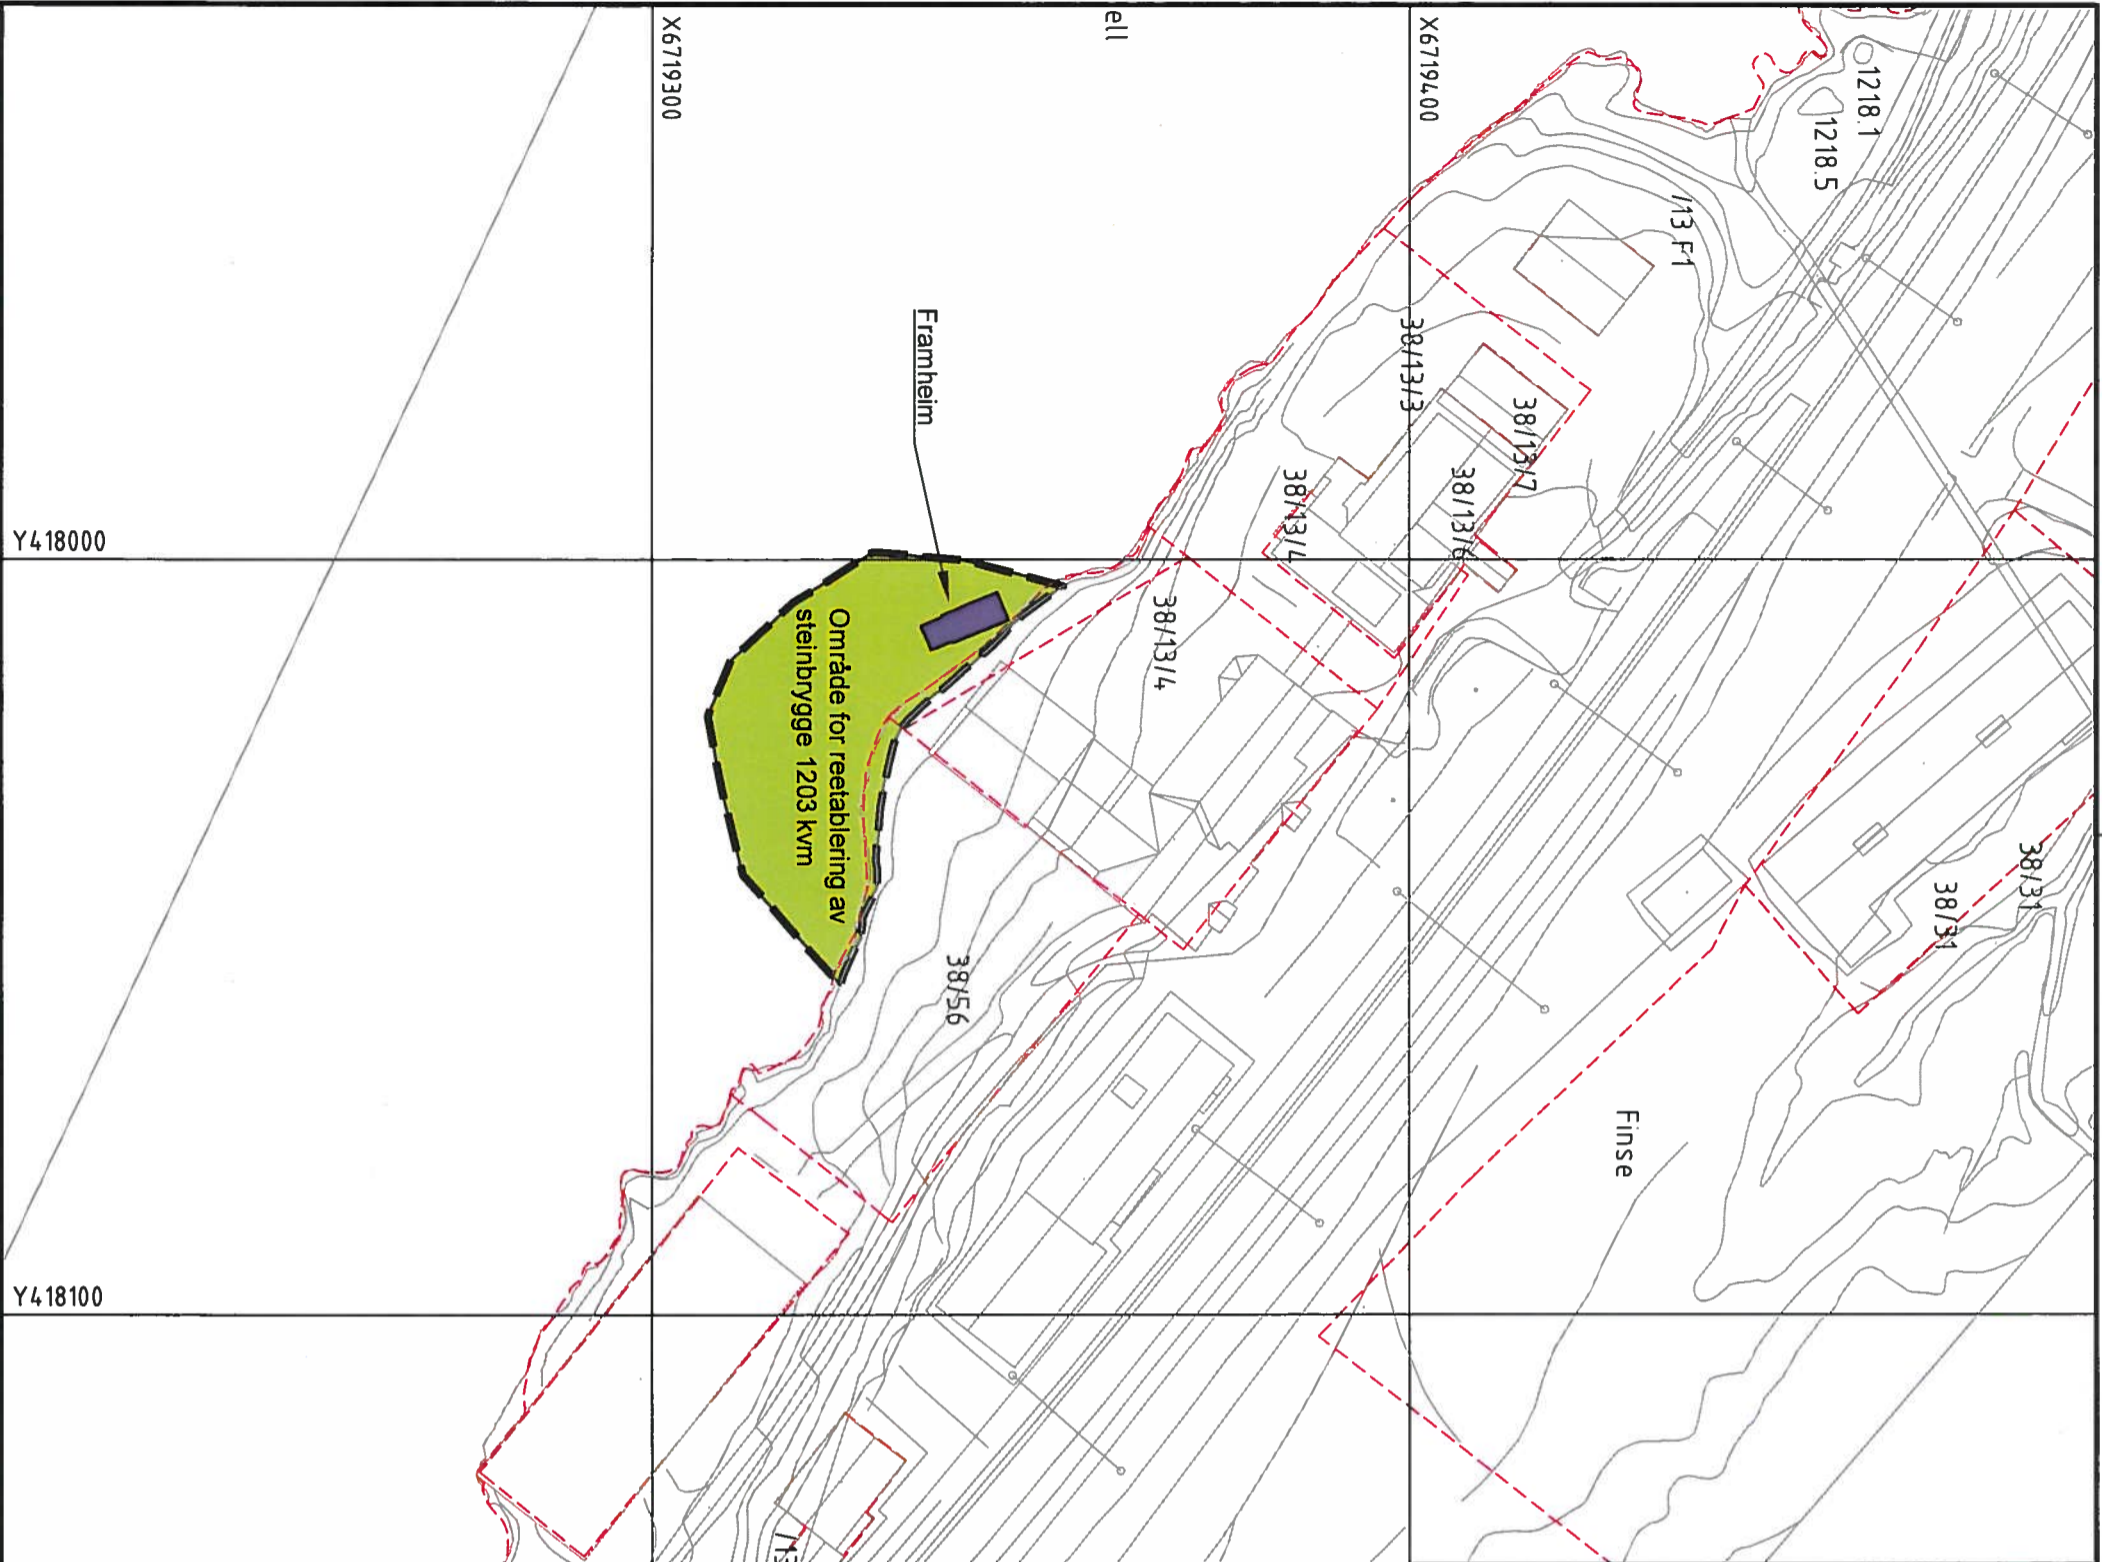 X6719300
ell
X6719400
1218.1
1218.5
/13 F1
Framheim
38/13/3
38/13/7
38/13/6
38/13/4
Y418000
38/13/4
Område for reetablering av
steinbrygge 1203 kvm
38/31
38/31
38/56
Finse
Y418100
/13